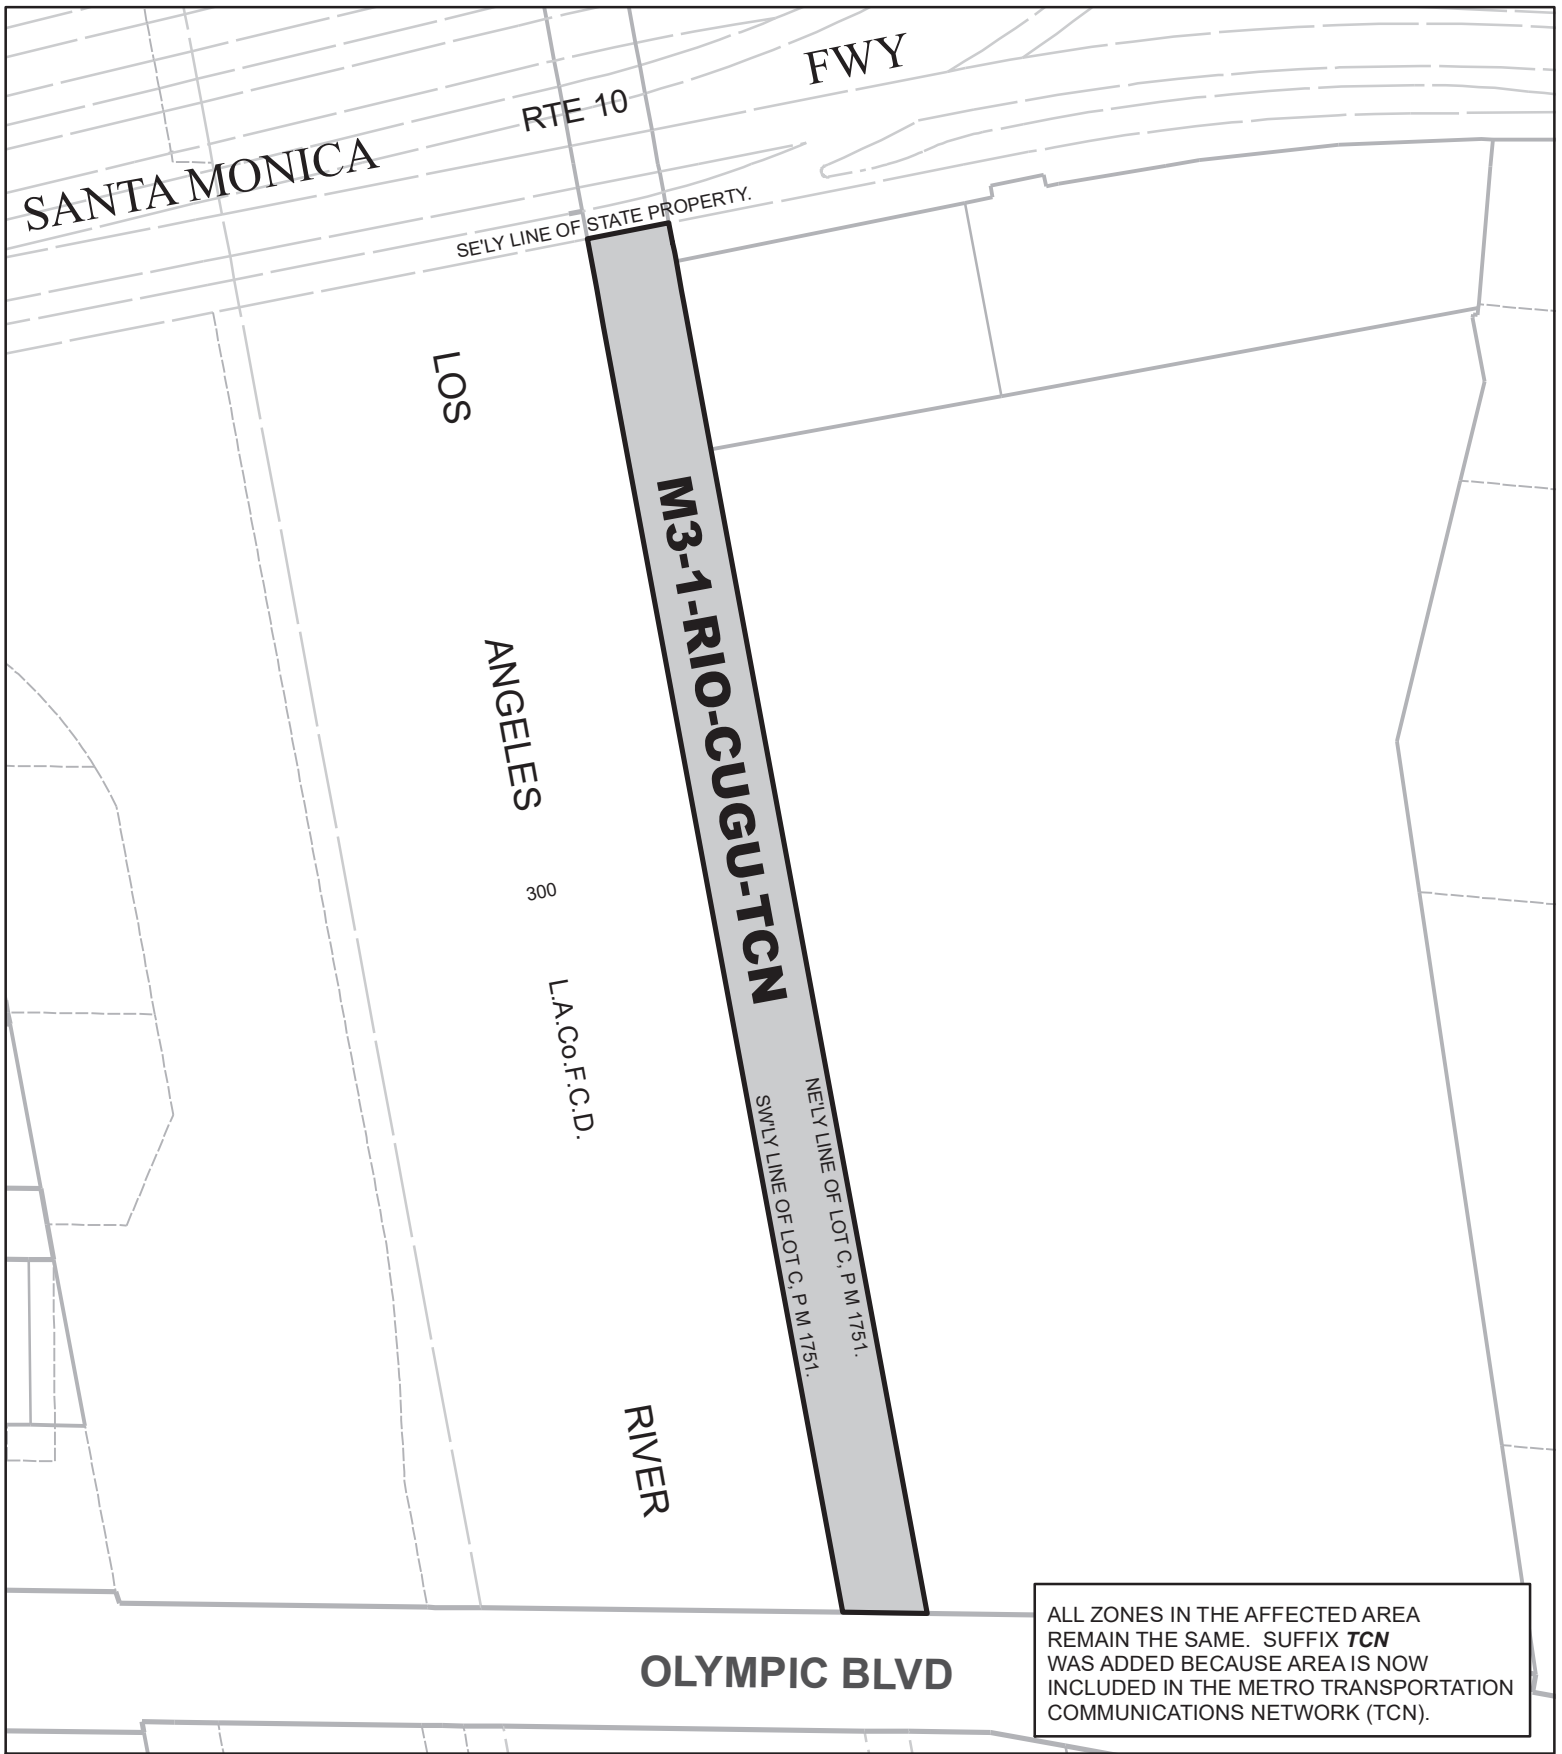 FWY
RTE 10
SANTA MONICA
SE'LY LINE OF STATE PROPERTY.
LOS
M3-1-RIO-CUGU-TCN
ANGELES
300
L.A.Co.F.C.D.
NE'LY LINE OF LOT C, P M 1751.
SW'LY LINE OF LOT C, P M 1751.
RIVER
OLYMPIC BLVD
ALL ZONES IN THE AFFECTED AREA
REMAIN THE SAME. SUFFIX TCN
WAS ADDED BECAUSE AREA IS NOW
INCLUDED IN THE METRO TRANSPORTATION
COMMUNICATIONS NETWORK (TCN).